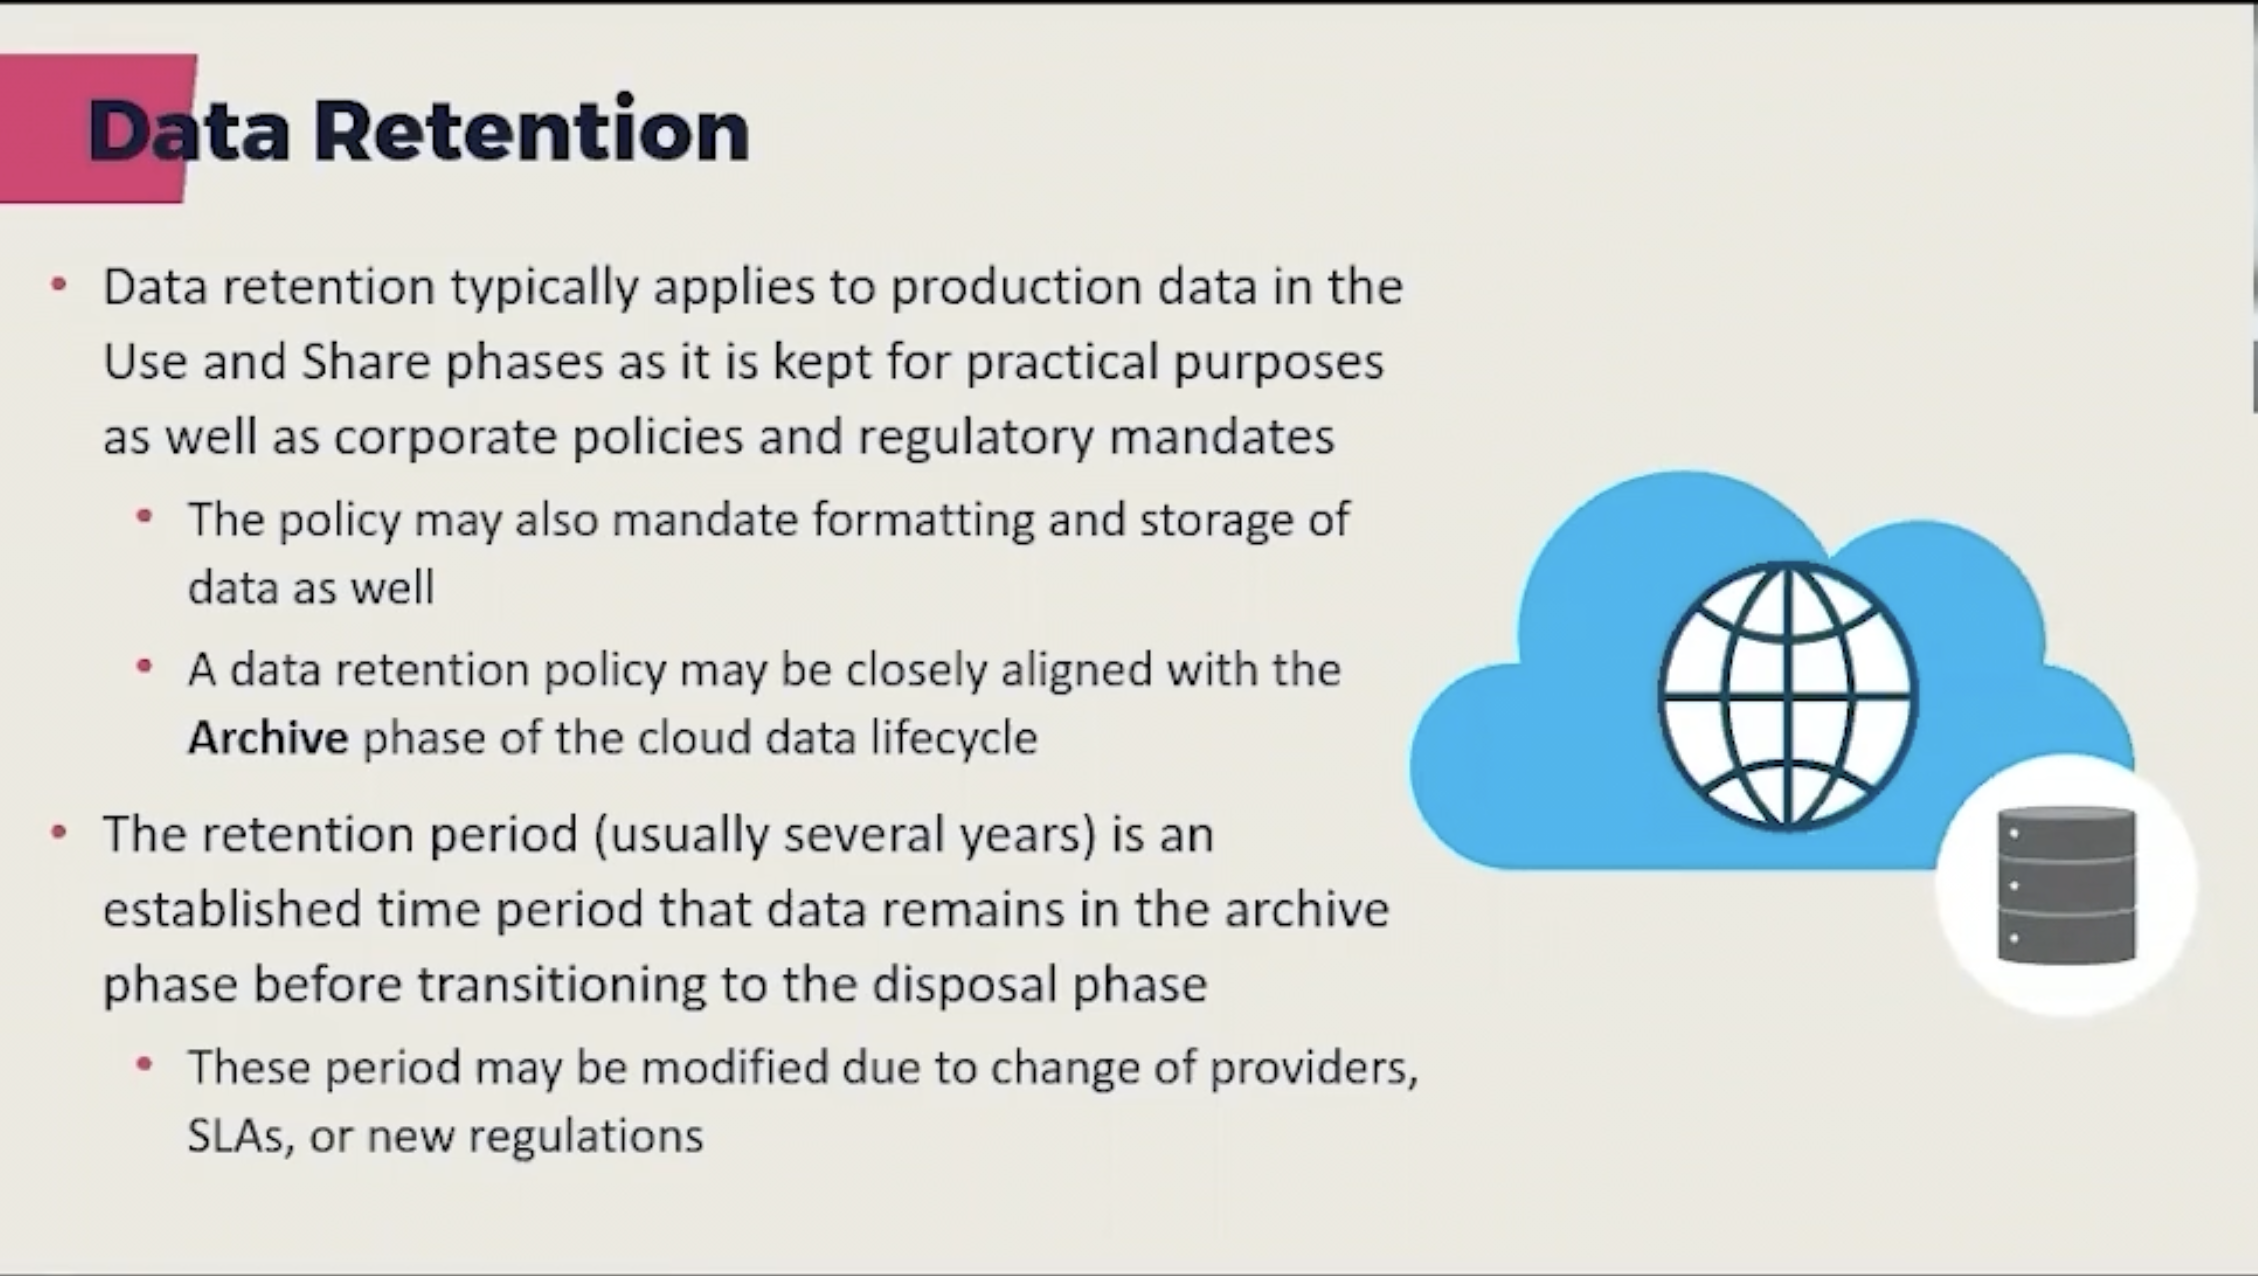 Data Retention
• Data retention typically applies to production data in the
Use and Share phases as it is kept for practical purposes
as well as corporate policies and regulatory mandates
• The policy may also mandate formatting and storage of
data as well
• A data retention policy may be closely aligned with the
Archive phase of the cloud data lifecycle
• The retention period (usually several years) is an
established time period that data remains in the archive
phase before transitioning to the disposal phase
• These period may be modified due to change of providers,
SLAs, or new regulations